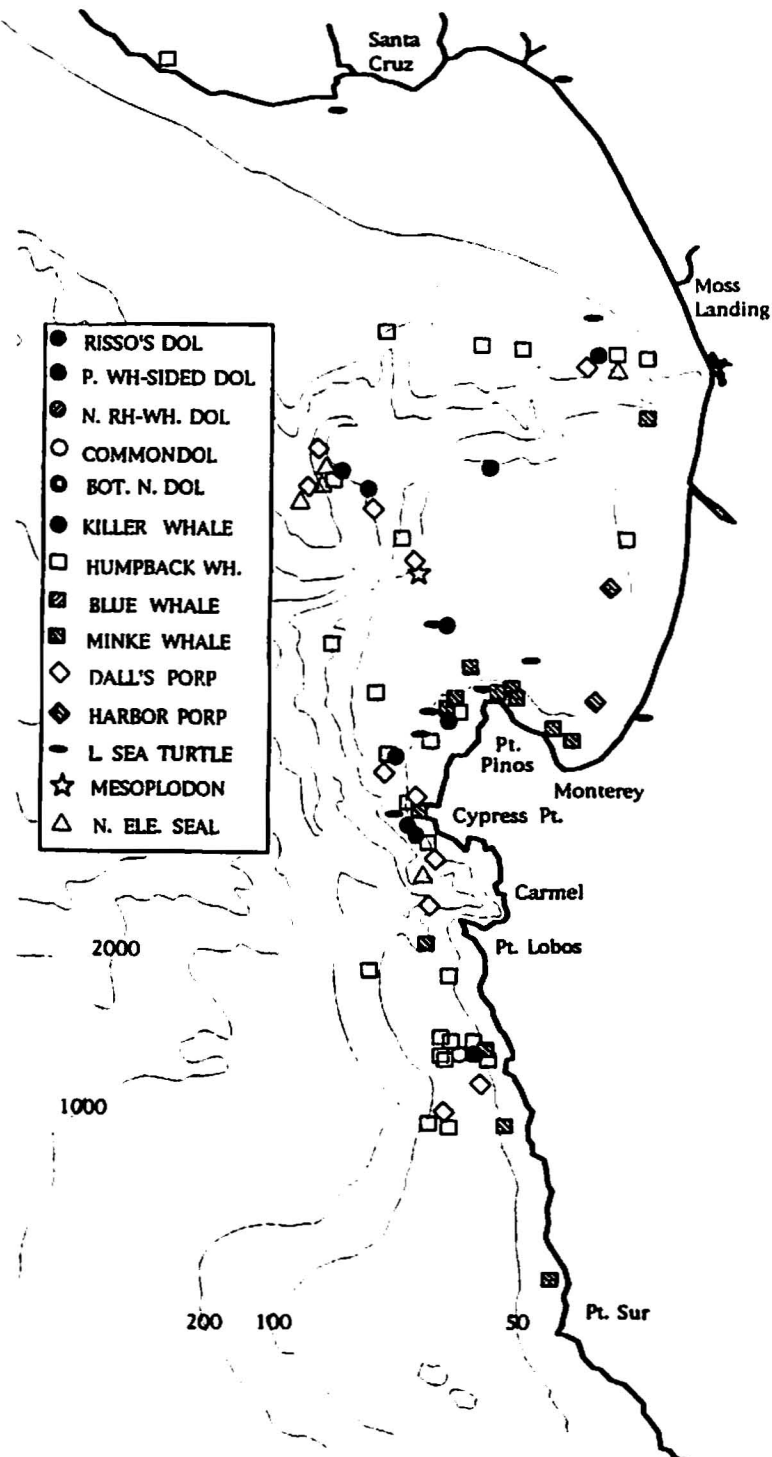 Santa
Cruz
Moss
Landing
RISSO'S DOL
P. WH-SIDED DOL
N. RH-WH. DOL
COMMONDOL
BOT. N. DOL
KILLER WHALE
HUMPBACK WH.
BLUE WHALE
MINKE WHALE
DALL'S PORP
HARBOR PORP
L. SEA TURTLE
MESOPLODON
N. ELE. SEAL
Pt.
Pinos
Monterey
Cypress Pt.
Carmel
Pt. Lobos
2000
1000
200 100 50
Pt. Sur